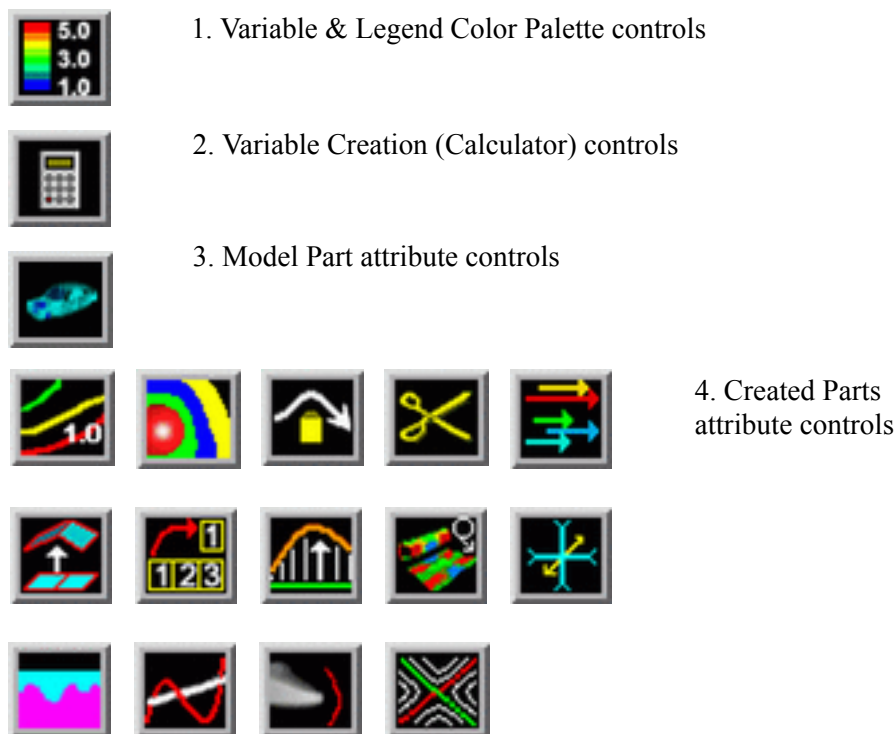 5.0
3.0
1.0
1. Variable & Legend Color Palette controls
2. Variable Creation (Calculator) controls
3. Model Part attribute controls
1.0
4. Created Parts
attribute controls
1
1 2 3